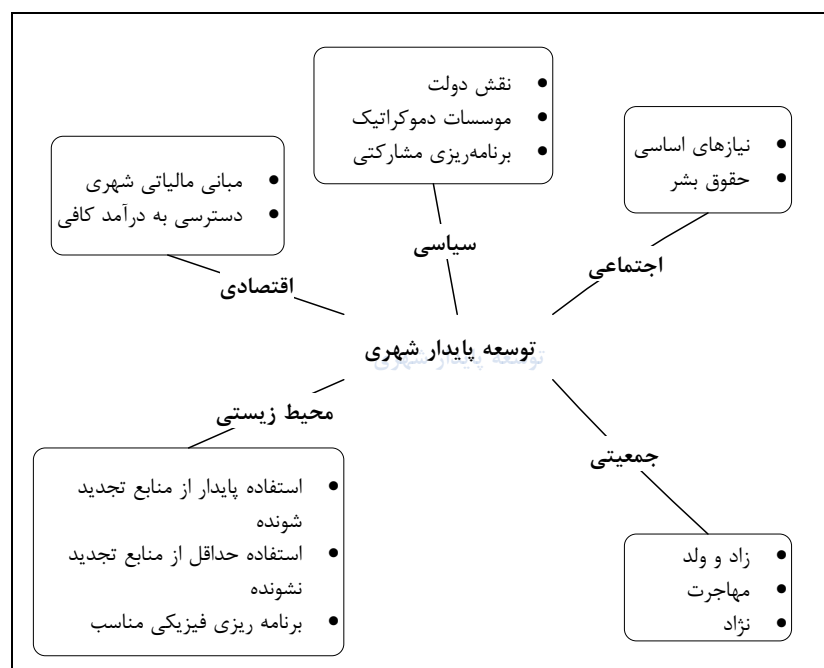 نقش دولت
موسسات دموکراتیک
برنامه‌ریزی مشارکتی
نیازهای اساسی
حقوق بشر
مبانی مالیاتی شهری
دسترسی به درآمد کافی
سیاسی
اجتماعی
اقتصادی
توسعه پایدار شهری
محیط زیستی
جمعیتی
استفاده پایدار از منابع تجدید
شونده
استفاده حداقل از منابع تجدید
نشونده
برنامه ریزی فیزیکی مناسب
زاد و ولد
مهاجرت
نژاد